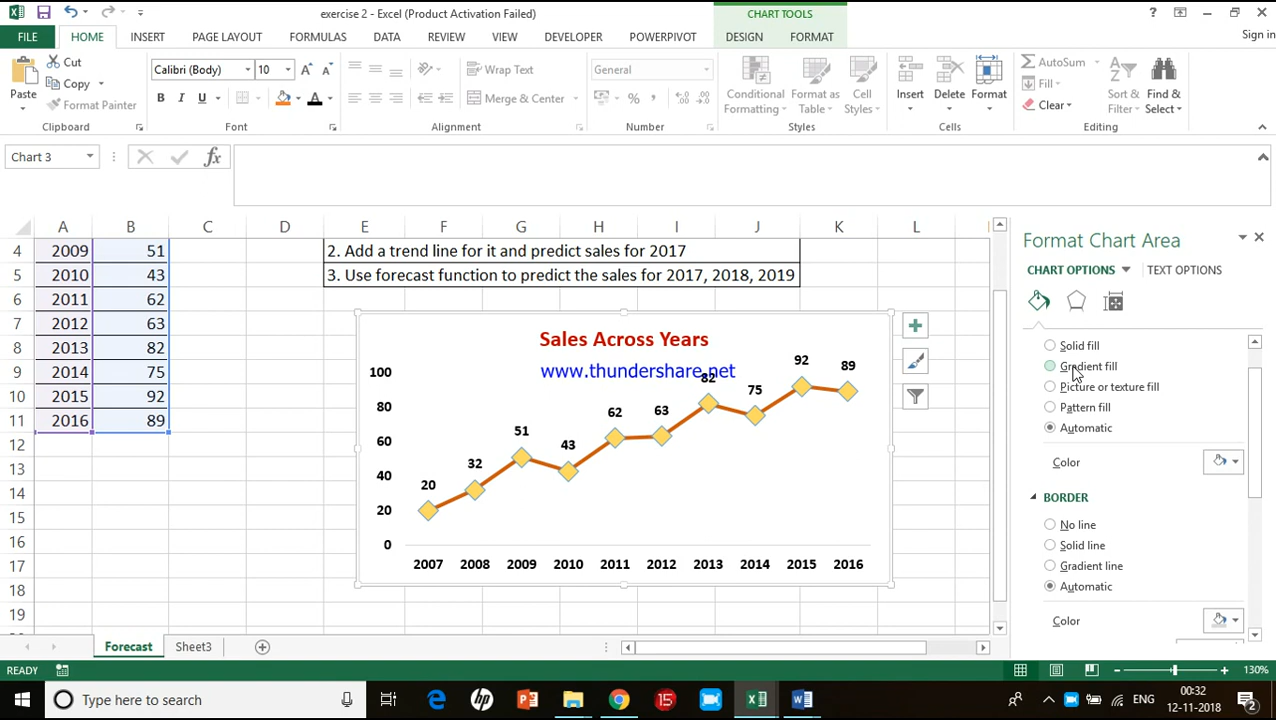 exercise 2 - Excel (Product Activation Failed)
CHART TOOLS
Sign in
FILE HOME INSERT PAGE LAYOUT FORMULAS DATA REVIEW VIEW DEVELOPER POWERPIVOT DESIGN FORMAT
Paste
Cut
Copy
Format Painter
Clipboard
Calibri (Body) 10
B I U
Font
Wrap Text
Merge & Center
Alignment
General
Number
Conditional Formatting
Format as Table
Cell Styles
Styles
Insert
Delete
Format
Cells
AutoSum
Fill
Clear
Sort & Filter
Find & Select
Editing
Chart 3
fx
A B C D E F G H I J K L
4 2009 51 2. Add a trend line for it and predict sales for 2017
5 2010 43 3. Use forecast function to predict the sales for 2017, 2018, 2019
6 2011 62
7 2012 63
8 2013 82
9 2014 75
10 2015 92
11 2016 89
12
13
14
15
16
17
18
19
Sales Across Years
www.thundershare.net
100
80
60
40
20
0
20 32 51 43 62 63 82 75 92 89
2007 2008 2009 2010 2011 2012 2013 2014 2015 2016
Format Chart Area
CHART OPTIONS TEXT OPTIONS
Solid fill
Gradient fill
Picture or texture fill
Pattern fill
Automatic
Color
BORDER
No line
Solid line
Gradient line
Automatic
Color
Forecast Sheet3
READY
130%
Type here to search
15
ENG
00:32
12-11-2018
2